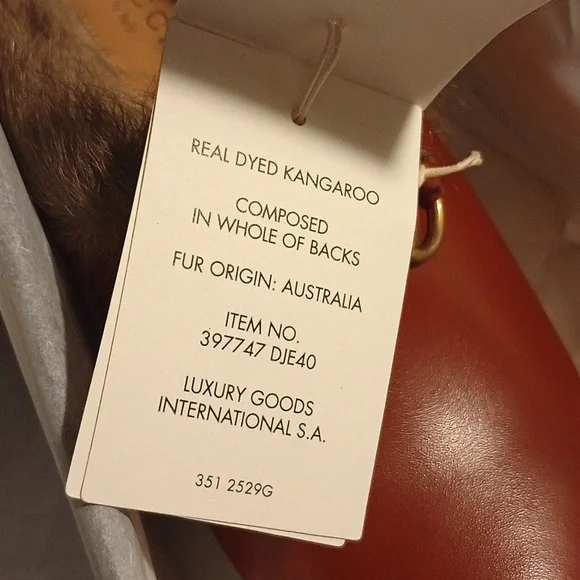 REAL DYED KANGAROO
COMPOSED
IN WHOLE OF BACKS
FUR ORIGIN: AUSTRALIA
ITEM NO.
397747 DJE40
LUXURY GOODS
INTERNATIONAL S.A.
351 2529G